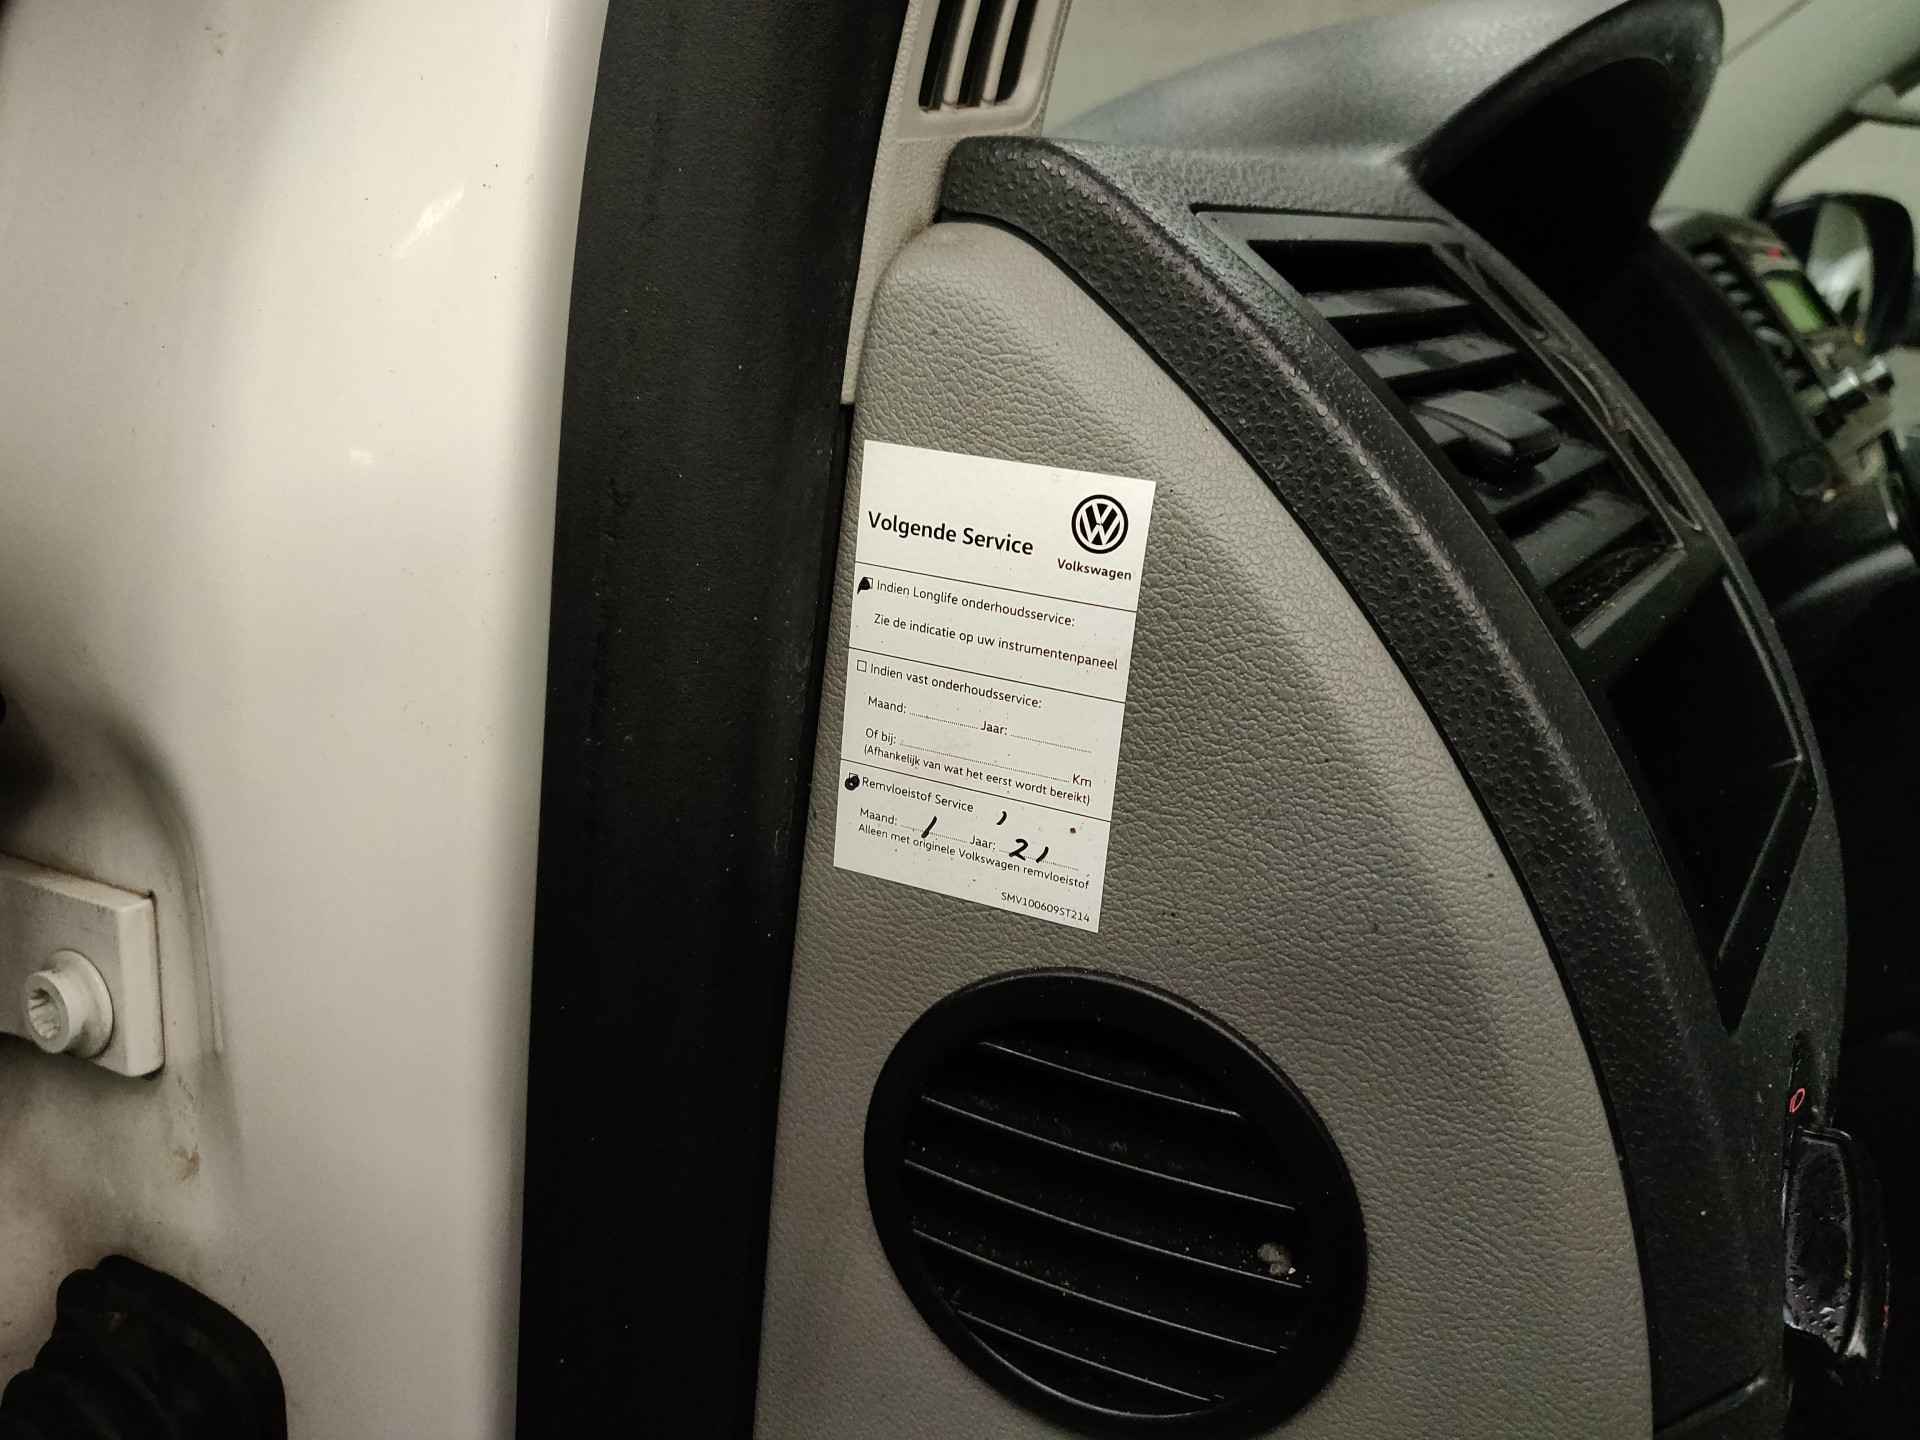 Volgende Service
Volkswagen
Indien Longlife onderhoudsservice:
Zie de indicatie op uw instrumentenpaneel
Indien vast onderhoudsservice:
Maand: Jaar:
Of bij: Km
(Afhankelijk van wat het eerst wordt bereikt)
Remvloeistof Service
Maand: 1 Jaar: 21
Alleen met originele Volkswagen remvloeistof
SMV100609ST214